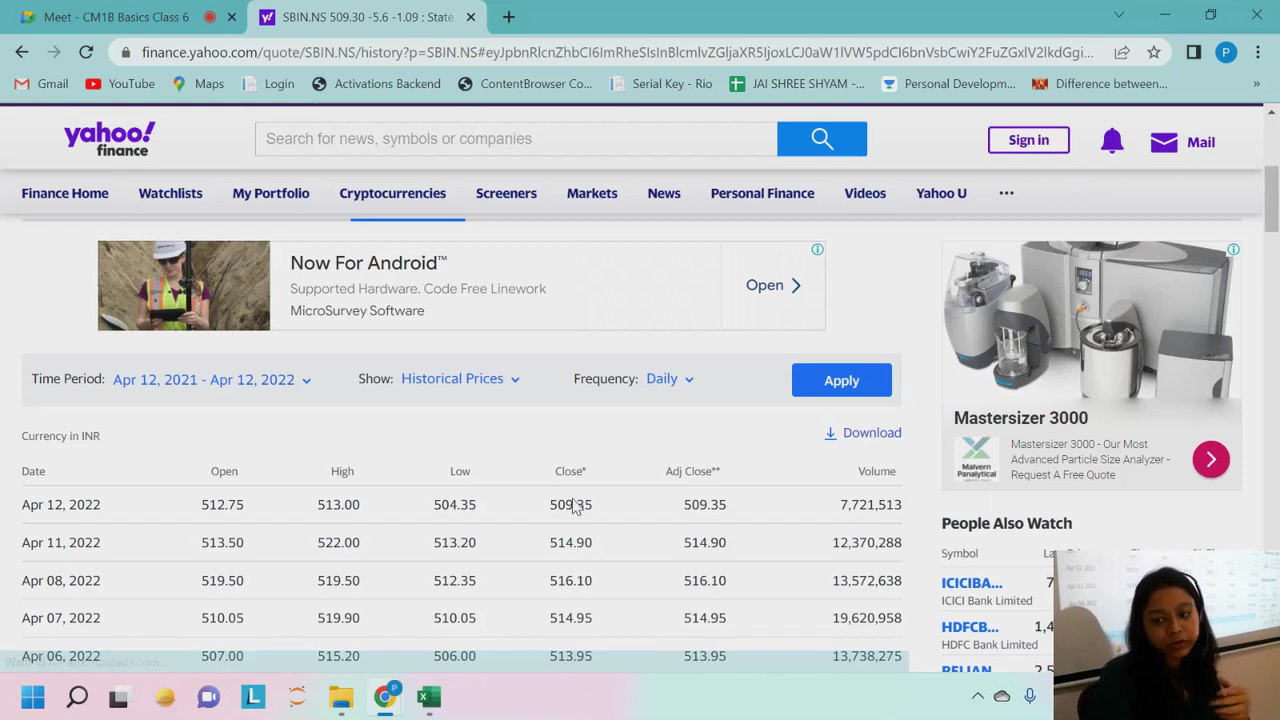 Meet - CM1B Basics Class 6
SBIN.NS 509.30 -5.6 -1.09 : State
finance.yahoo.com/quote/SBIN.NS/history?p=SBIN.NS#eyJpbnRlcnZhbCI6ImRheSIsInBlcmlvZGljaXR5IjoxLCJ0aW1lVW5pdCI6bnVsbCwiY2FuZGxlV2lkdGgi...
Gmail
YouTube
Maps
Login
Activations Backend
ContentBrowser Co...
Serial Key - Rio
JAI SHREE SHYAM -...
Personal Developm...
Difference between...
»
yahoo!
finance
Search for news, symbols or companies
Sign in
Mail
Finance Home Watchlists My Portfolio Cryptocurrencies Screeners Markets News Personal Finance Videos Yahoo U
Now For Android™
Supported Hardware. Code Free Linework
MicroSurvey Software
Open
Time Period: Apr 12, 2021 - Apr 12, 2022
Show: Historical Prices
Frequency: Daily
Apply
Currency in INR
Download
Date Open High Low Close* Adj Close** Volume
Apr 12, 2022 512.75 513.00 504.35 509.35 509.35 7,721,513
Apr 11, 2022 513.50 522.00 513.20 514.90 514.90 12,370,288
Apr 08, 2022 519.50 519.50 512.35 516.10 516.10 13,572,638
Apr 07, 2022 510.05 519.90 510.05 514.95 514.95 19,620,958
Apr 06, 2022 507.00 515.20 506.00 513.95 513.95 13,738,275
Mastersizer 3000
Malvern Panalytical
Mastersizer 3000 - Our Most
Advanced Particle Size Analyzer -
Request A Free Quote
People Also Watch
Symbol
ICICIBA...
ICICI Bank Limited
HDFCB... 1,4
HDFC Bank Limited
RELIAN 2,5